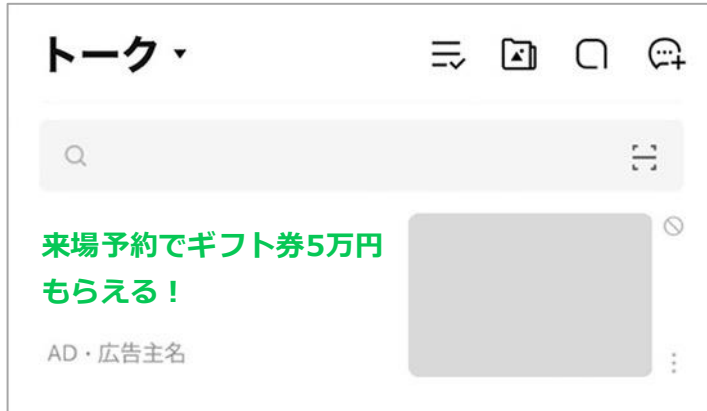 トーク
来場予約でギフト券5万円
もらえる！
AD・広告主名